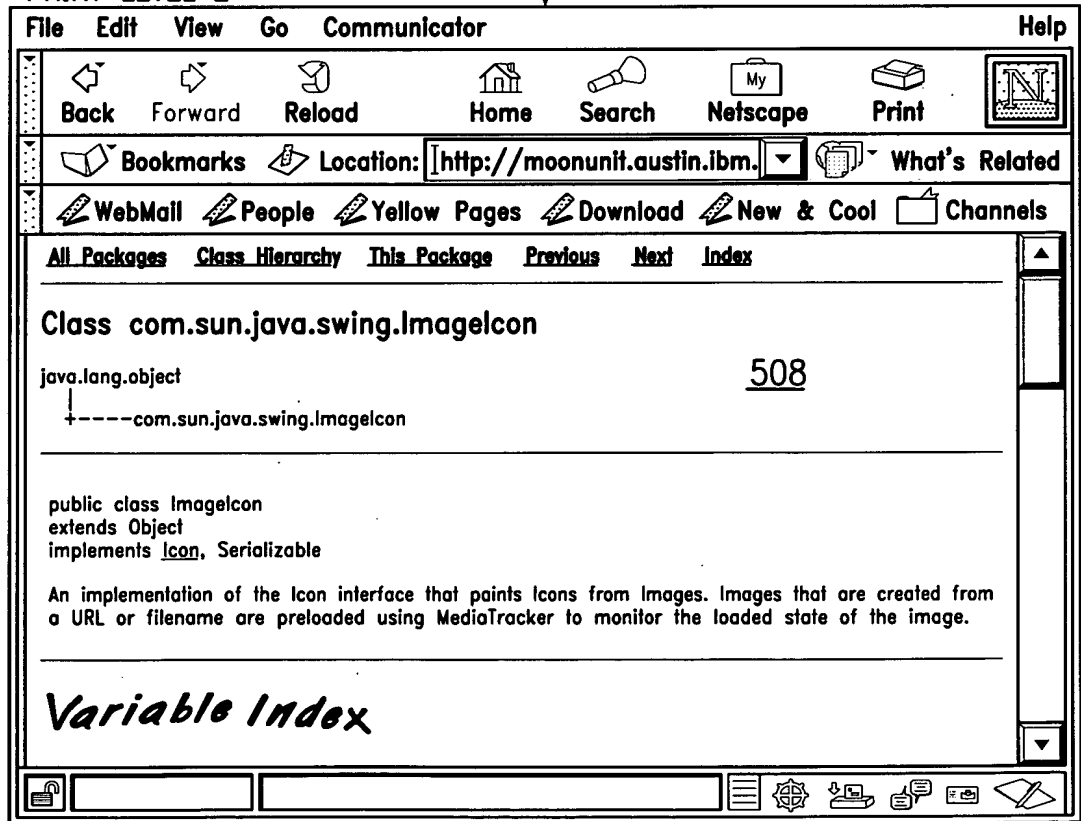 File Edit View Go Communicator Help
Back Forward Reload Home Search My Netscape Print N
Bookmarks Location: http://moonunit.austin.ibm. What's Related
WebMail People Yellow Pages Download New & Cool Channels
All Packages Class Hierarchy This Package Previous Next Index
Class com.sun.java.swing.ImageIcon
java.lang.object
508
+----com.sun.java.swing.ImageIcon
public class ImageIcon
extends Object
implements Icon, Serializable
An implementation of the Icon interface that paints Icons from Images. Images that are created from
a URL or filename are preloaded using MediaTracker to monitor the loaded state of the image.
Variable Index